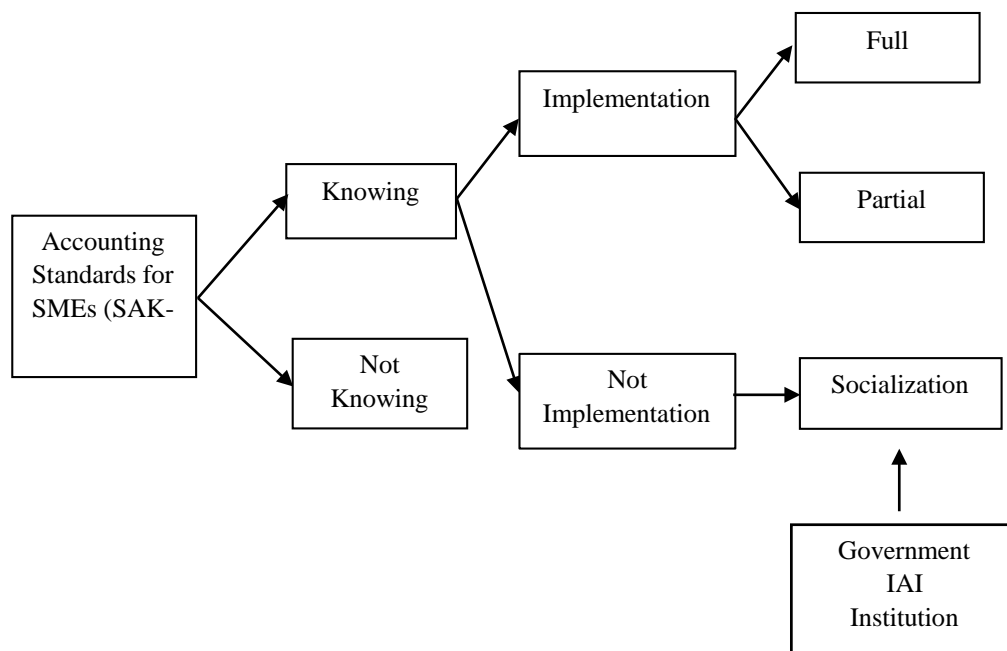 Full
Implementation
Knowing
Partial
Accounting
Standards for
SMEs (SAK-
Not
Knowing
Not
Implementation
Socialization
Government
IAI
Institution